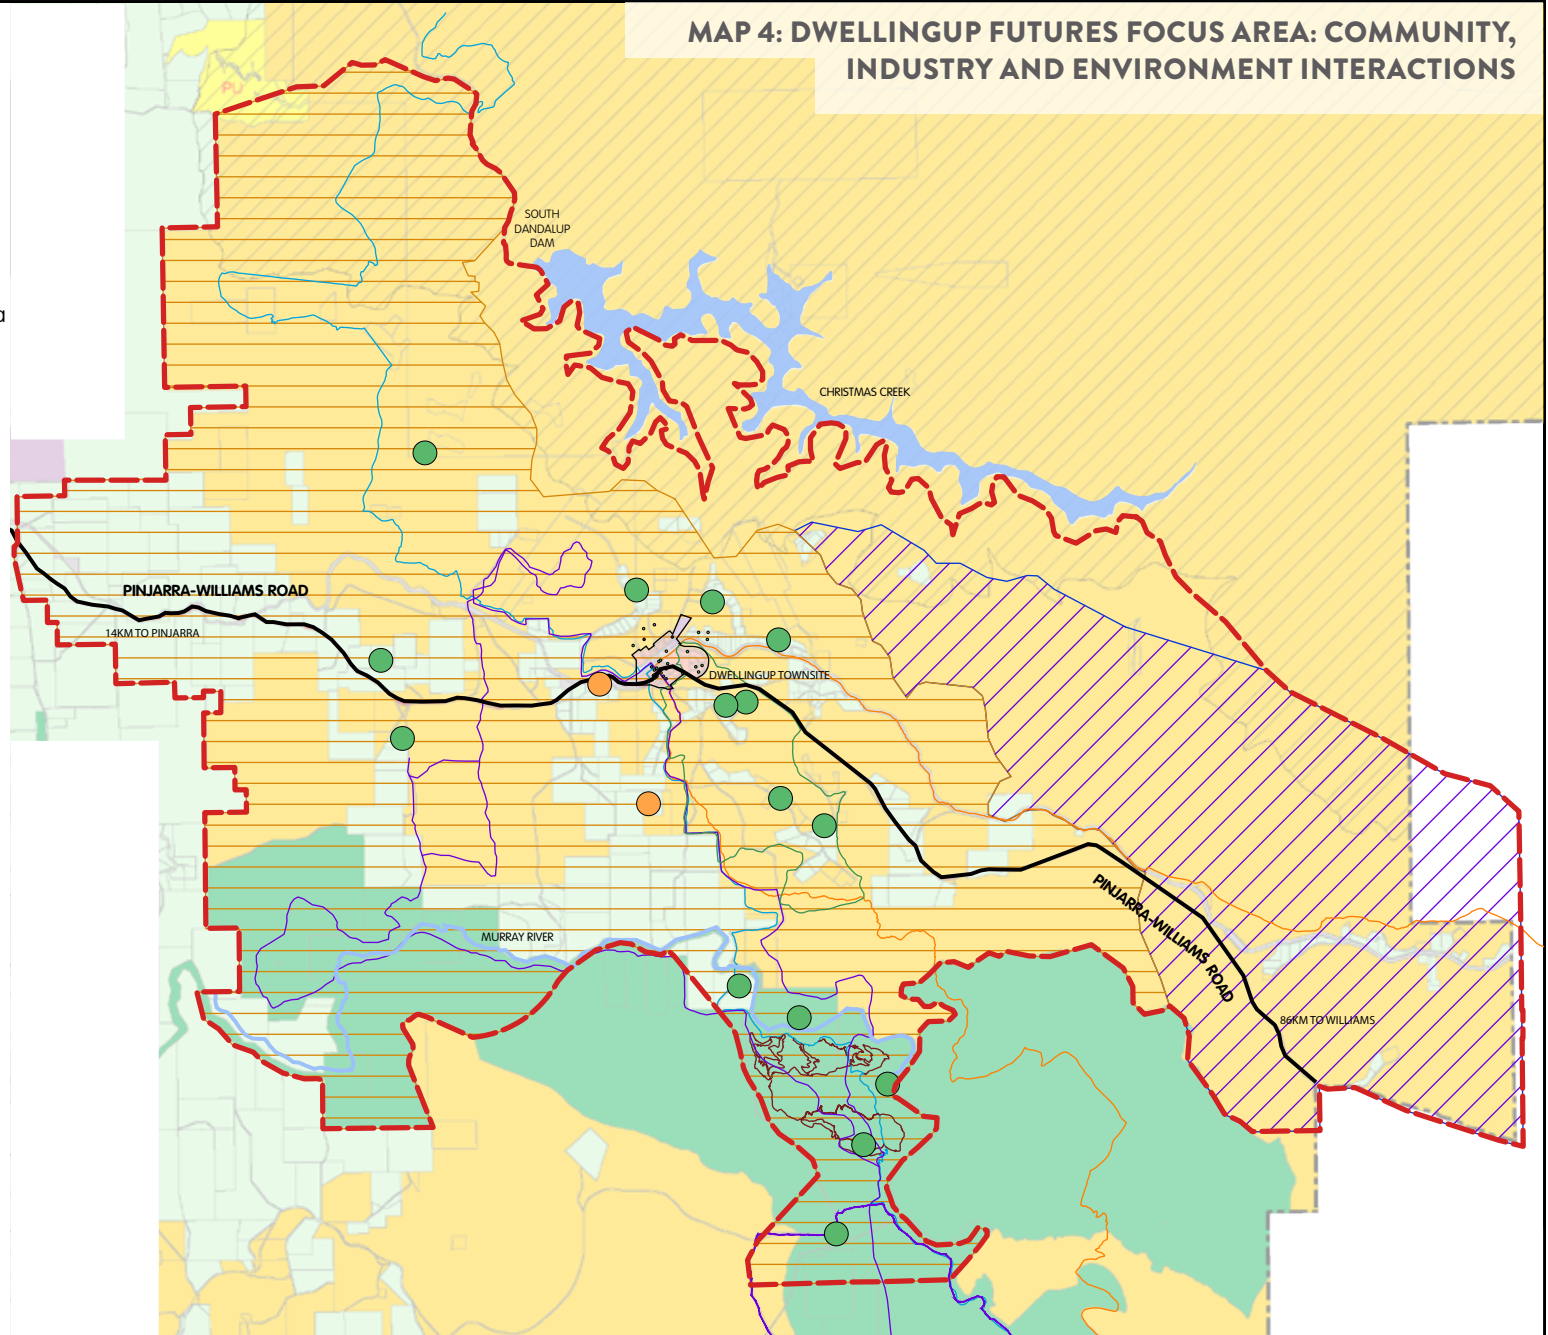 MAP 4: DWELLINGUP FUTURES FOCUS AREA: COMMUNITY,
INDUSTRY AND ENVIRONMENT INTERACTIONS
PU
SOUTH
DANDALUP
DAM
a
CHRISTMAS CREEK
PINJARRA-WILLIAMS ROAD
14KM TO PINJARRA
DWELLINGUP TOWNSITE
PINJARRA-WILLIAMS ROAD
MURRAY RIVER
86KM TO WILLIAMS